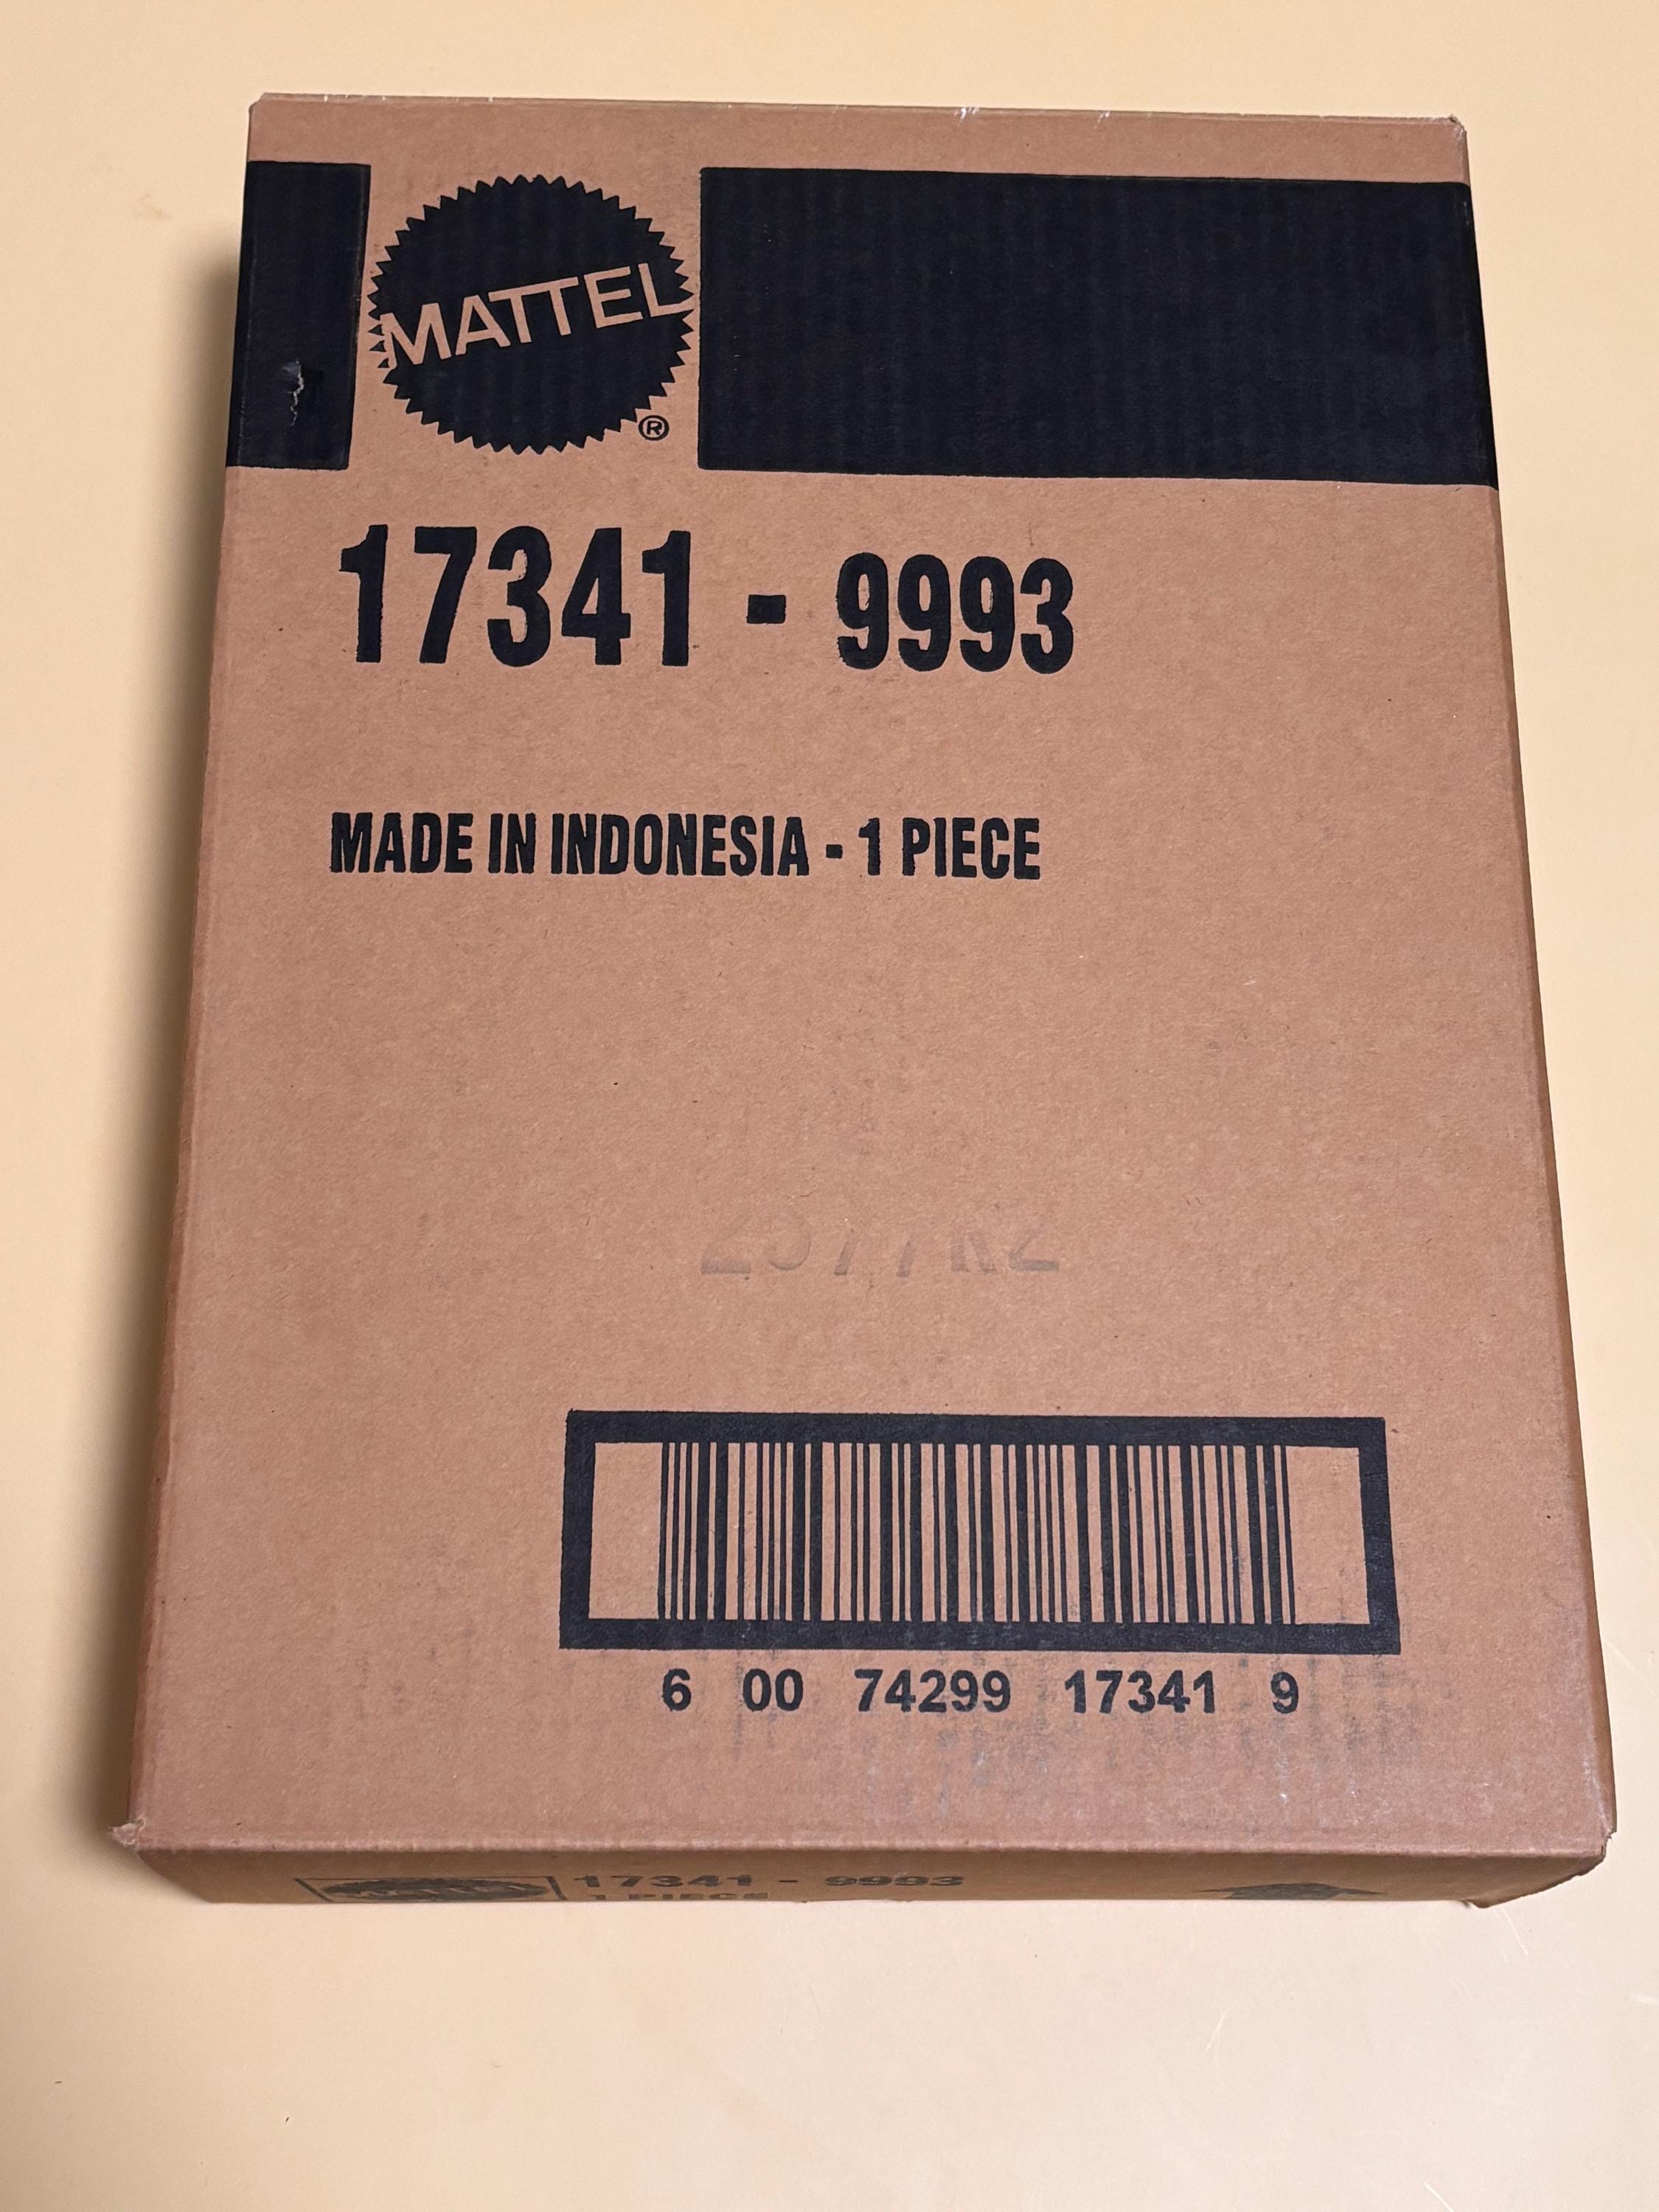 MATTEL
®
17341 - 9993
MADE IN INDONESIA - 1 PIECE
6 00 74299 17341 9
17341 - 9993
1 PIECE